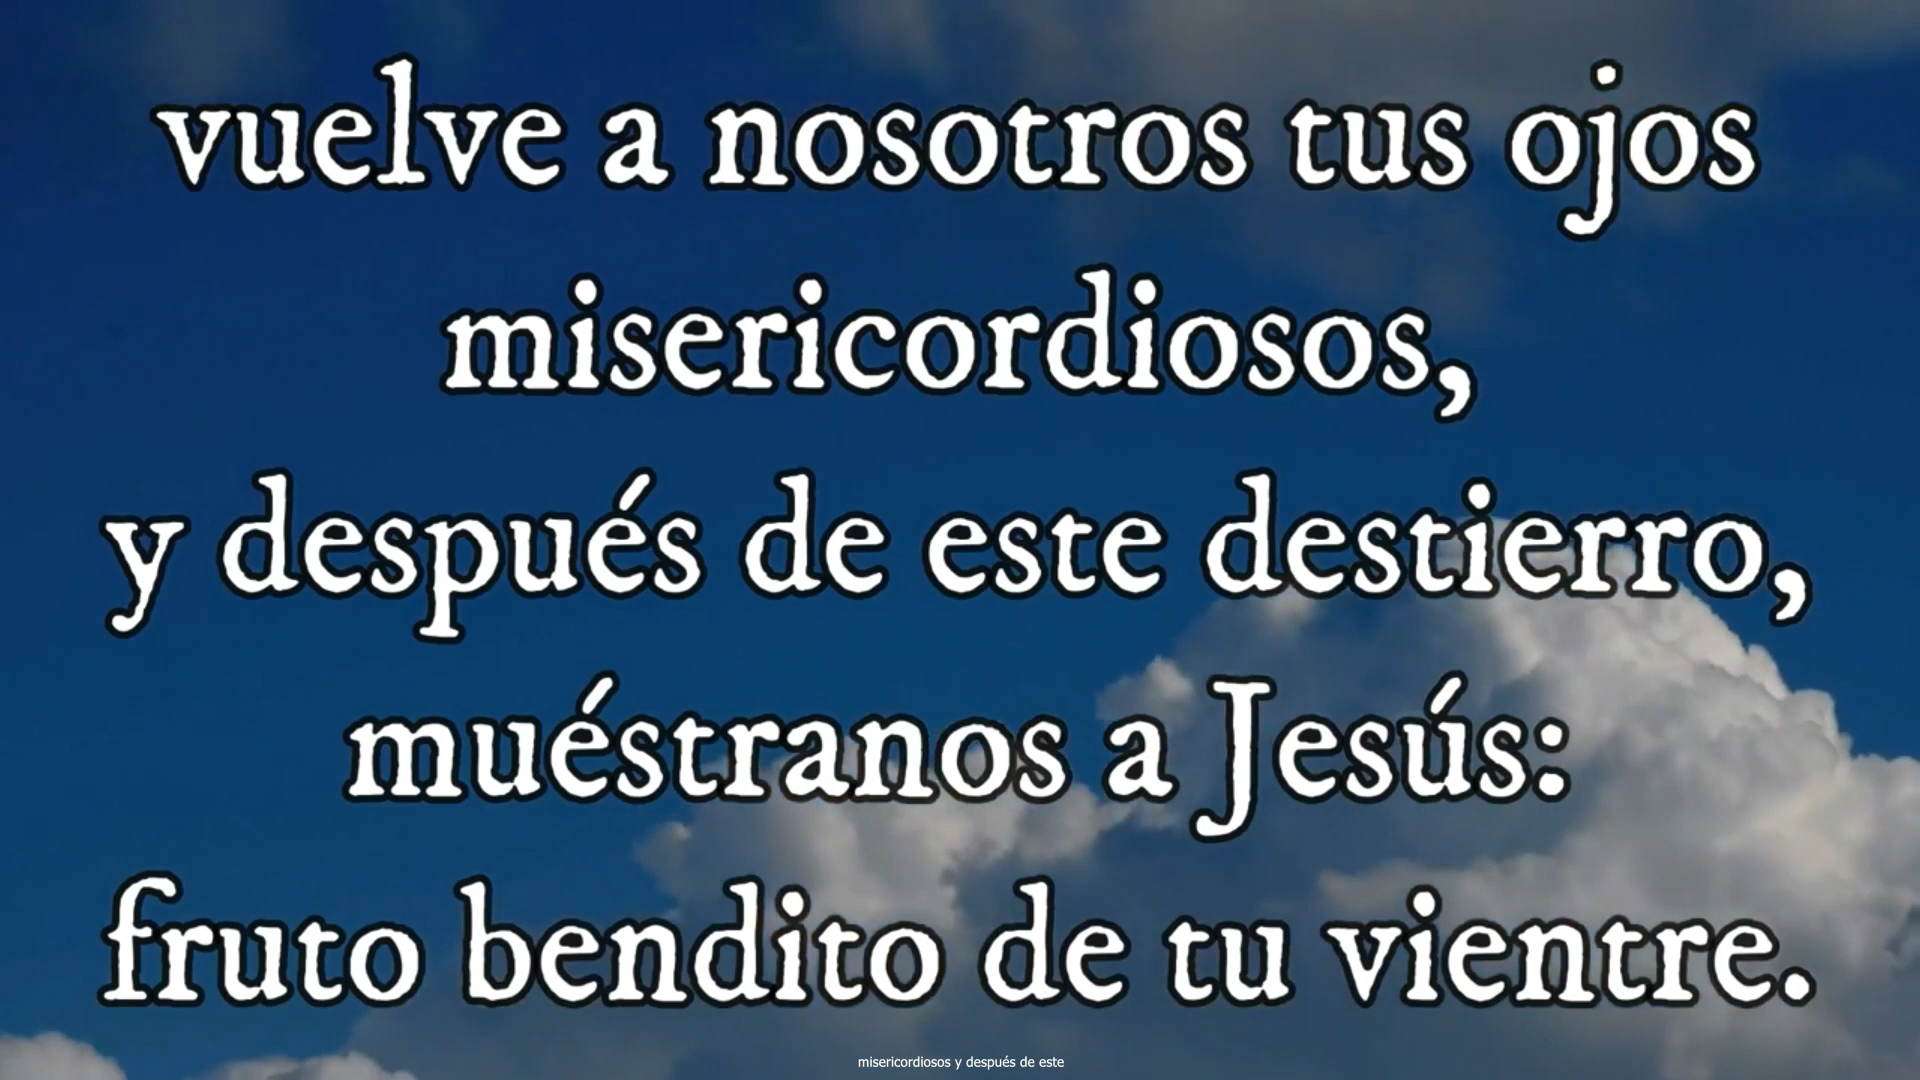 vuelve a nosotros tus ojos
misericordiosos,
y después de este destierro,
muéstranos a Jesús:
fruto bendito de tu vientre.
misericordiosos y después de este